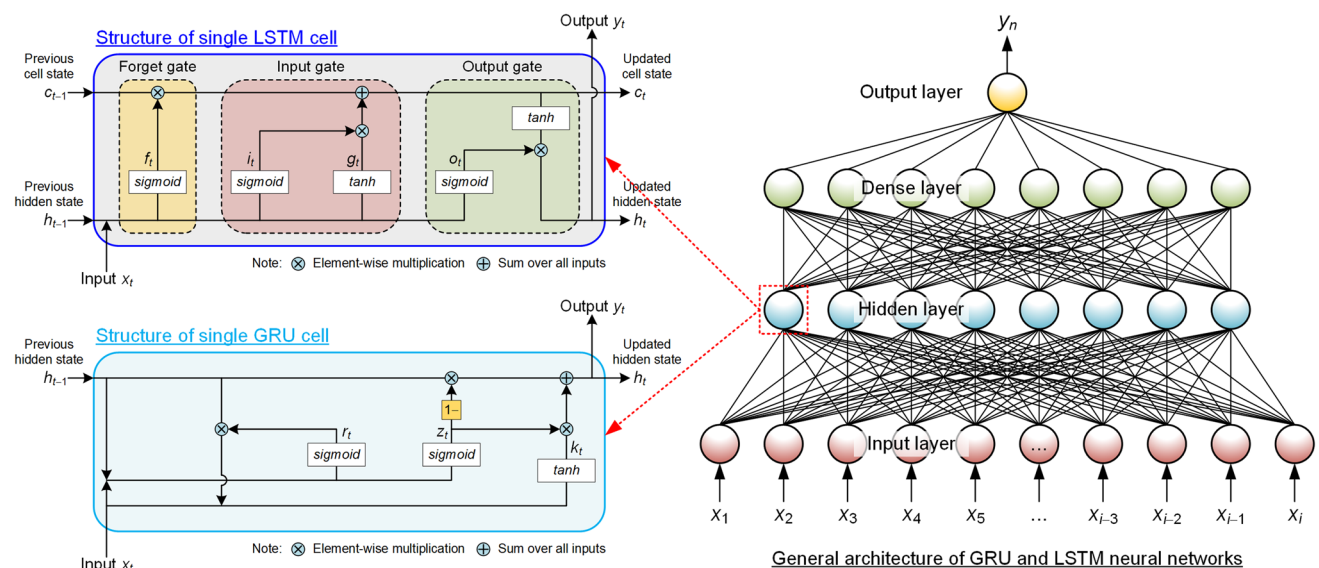 Structure of single LSTM cell
Output yₜ
Previous
cell state
cₜ₋₁
Forget gate
Input gate
Output gate
Updated
cell state
cₜ
tanh
fₜ
iₜ
gₜ
oₜ
sigmoid
sigmoid
tanh
sigmoid
Previous
hidden state
hₜ₋₁
Updated
hidden state
hₜ
Input xₜ
Note: ⊗ Element-wise multiplication ⊕ Sum over all inputs
Structure of single GRU cell
Output yₜ
Previous
hidden state
hₜ₋₁
Updated
hidden state
hₜ
1–
rₜ
zₜ
kₜ
sigmoid
sigmoid
tanh
Input xₜ
Note: ⊗ Element-wise multiplication ⊕ Sum over all inputs
yₙ
Output layer
Dense layer
Hidden layer
Input layer
...
x₁ x₂ x₃ x₄ x₅ ... xᵢ₋₃ xᵢ₋₂ xᵢ₋₁ xᵢ
General architecture of GRU and LSTM neural networks